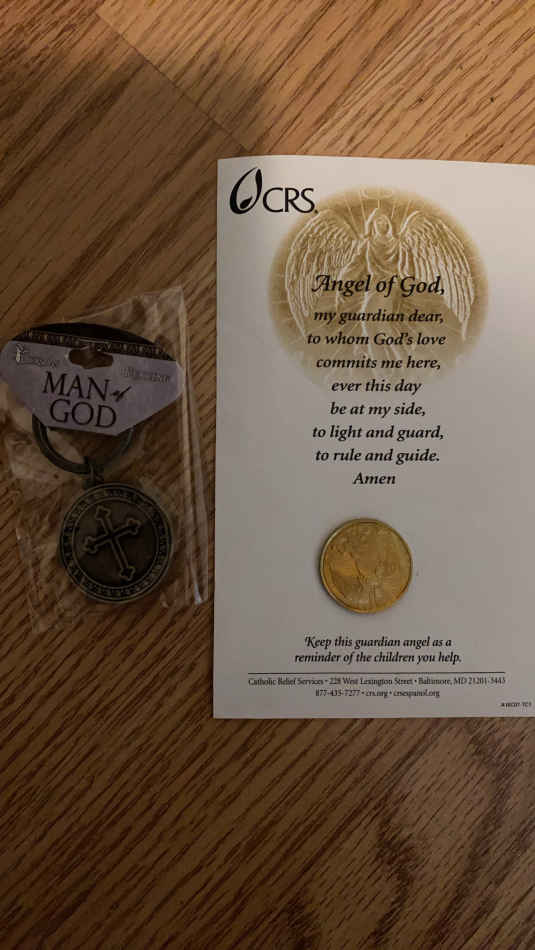 MAN of
GOD
CRS
Angel of God,
my guardian dear,
to whom God's love
commits me here,
ever this day
be at my side,
to light and guard,
to rule and guide.
Amen
Keep this guardian angel as a
reminder of the children you help.
Catholic Relief Services • 228 West Lexington Street • Baltimore, MD 21201-3443
877-435-7277 • crs.org • crsespanol.org